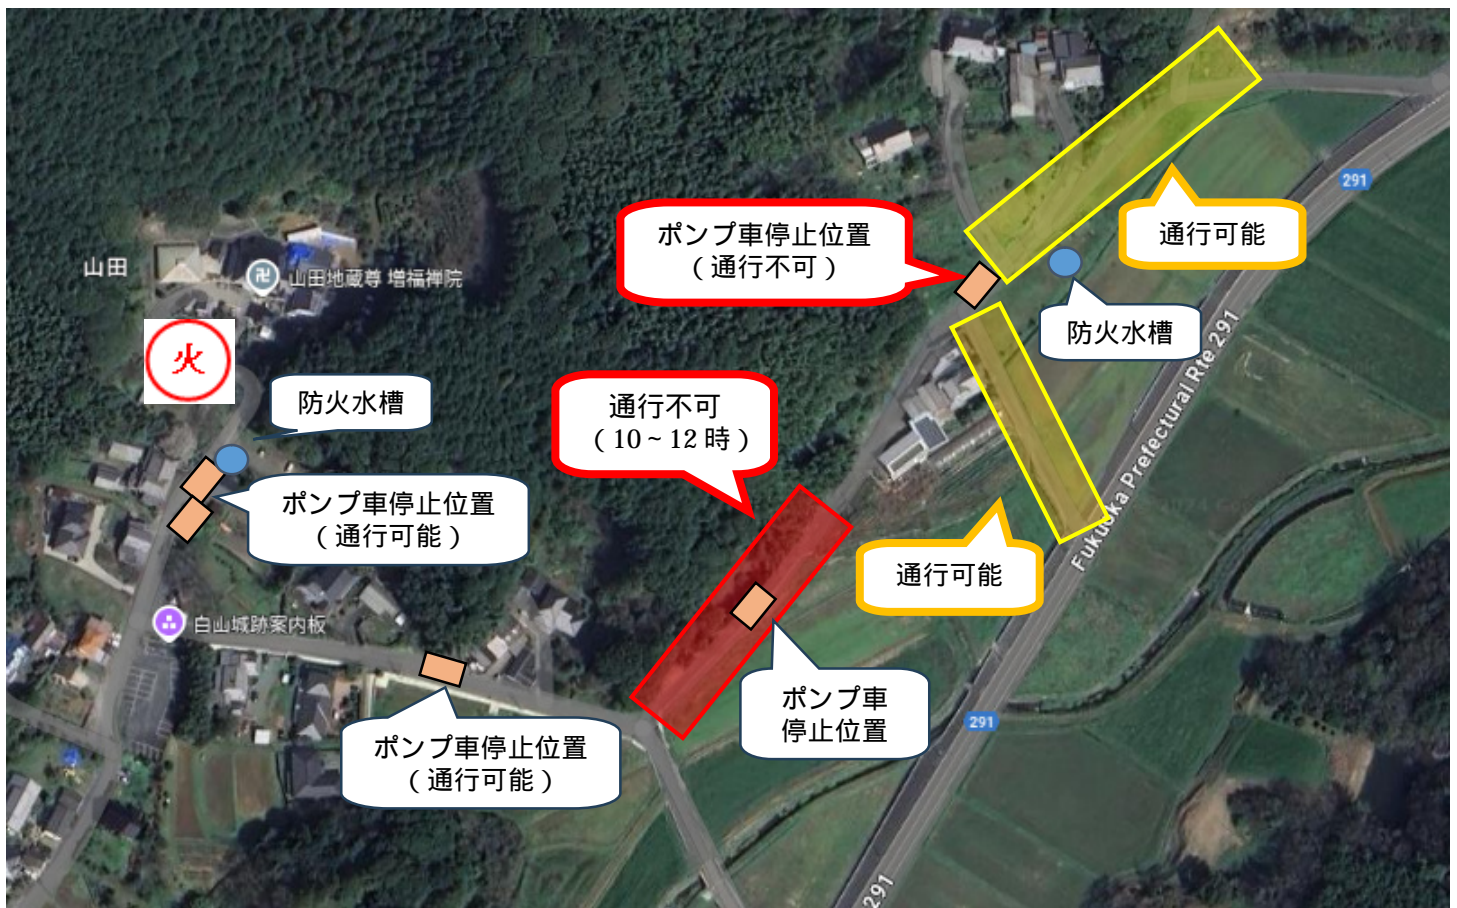 291
通行可能
ポンプ車停止位置
(通行不可)
山田
山田地蔵尊 増福禅院
防火水槽
火
通行不可
(10~12時)
防火水槽
ポンプ車停止位置
(通行可能)
Fukuoka Prefectural Rte 291
通行可能
白山城跡案内板
ポンプ車
停止位置
291
ポンプ車停止位置
(通行可能)
291